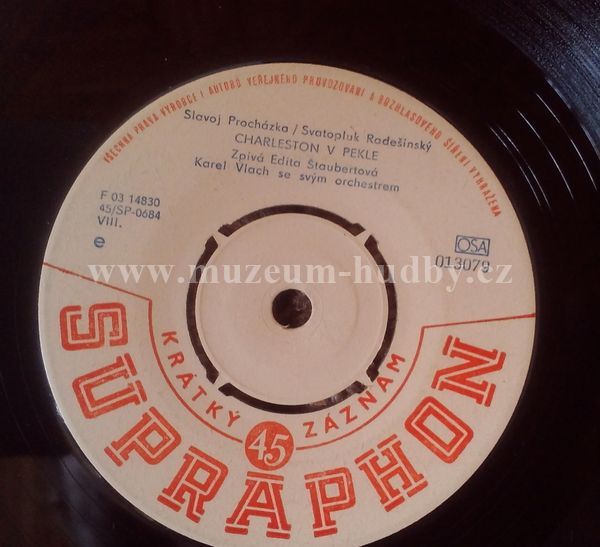 VŠECHNA PRÁVA VÝROBCE I AUTORŮ VEŘEJNÉHO PROVOZOVÁNÍ A ROZHLASOVÉHO ŠÍŘENÍ VYHRAŽENA
Slavoj Procházka / Svatopluk Radešínský
CHARLESTON V PEKLE
Zpívá Edita Štaubertová
Karel Vlach se svým orchestrem
F 03 14830
45/SP-0684
VIII.
e
OSA
013079
www.muzeum-hudby.cz
KRÁTKÝ 45 ZÁZNAM
SUPRAPHON